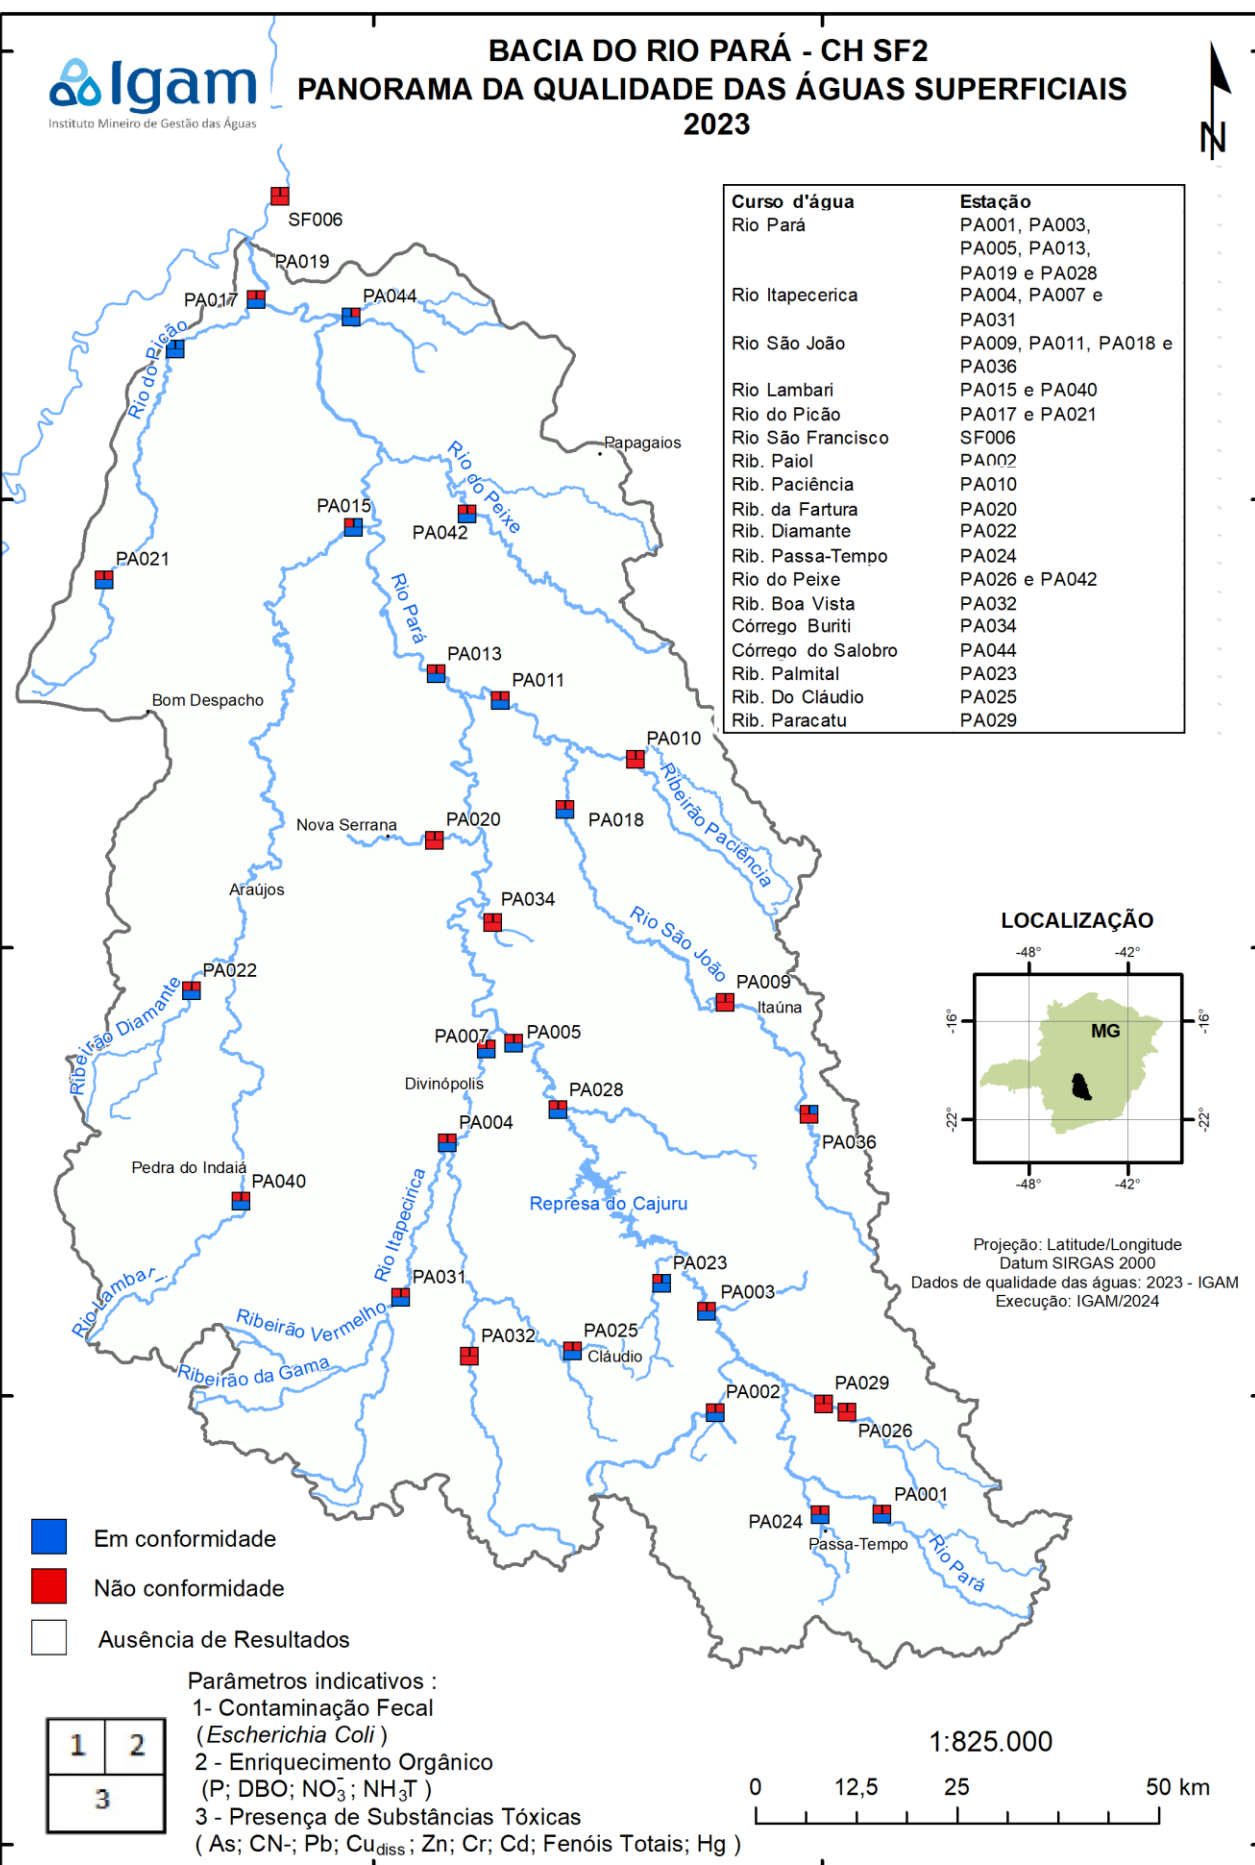 BACIA DO RIO PARÁ - CH SF2
PANORAMA DA QUALIDADE DAS ÁGUAS SUPERFICIAIS
2023
Igam
Instituto Mineiro de Gestão das Águas
N
Curso d'água Estação
Rio Pará PA001, PA003,
PA005, PA013,
PA019 e PA028
Rio Itapecerica PA004, PA007 e
PA031
Rio São João PA009, PA011, PA018 e
PA036
Rio Lambari PA015 e PA040
Rio do Picão PA017 e PA021
Rio São Francisco SF006
Rib. Paiol PA002
Rib. Paciência PA010
Rib. da Fartura PA020
Rib. Diamante PA022
Rib. Passa-Tempo PA024
Rio do Peixe PA026 e PA042
Rib. Boa Vista PA032
Córrego Buriti PA034
Córrego do Salobro PA044
Rib. Palmital PA023
Rib. Do Cláudio PA025
Rib. Paracatu PA029
SF006
PA019
PA017
PA044
Rio do Picão
Papagaios
Rio do Peixe
PA015
PA042
PA021
Rio Pará
PA013
PA011
Bom Despacho
PA010
Ribeirão Paciência
Nova Serrana
PA020
PA018
Araújos
PA034
Rio São João
PA022
Ribeirão Diamante
PA009
Itaúna
PA007
PA005
Divinópolis
PA028
PA004
PA036
Pedra do Indaiá
PA040
Represa do Cajuru
Rio Itapecirica
PA023
PA031
PA003
Rio Lambari
Ribeirão Vermelho
PA032
PA025
Cláudio
Ribeirão da Gama
PA002
PA029
PA026
PA001
PA024
Passa-Tempo
Rio Pará
LOCALIZAÇÃO
-48° -42°
-16° MG -16°
-22° -22°
-48° -42°
Projeção: Latitude/Longitude
Datum SIRGAS 2000
Dados de qualidade das águas: 2023 - IGAM
Execução: IGAM/2024
Em conformidade
Não conformidade
Ausência de Resultados
Parâmetros indicativos :
1- Contaminação Fecal
(Escherichia Coli )
2 - Enriquecimento Orgânico
(P; DBO; NO₃⁻; NH₃T )
3 - Presença de Substâncias Tóxicas
( As; CN-; Pb; Cu diss ; Zn; Cr; Cd; Fenóis Totais; Hg )
1 2
3
1:825.000
0 12,5 25 50 km